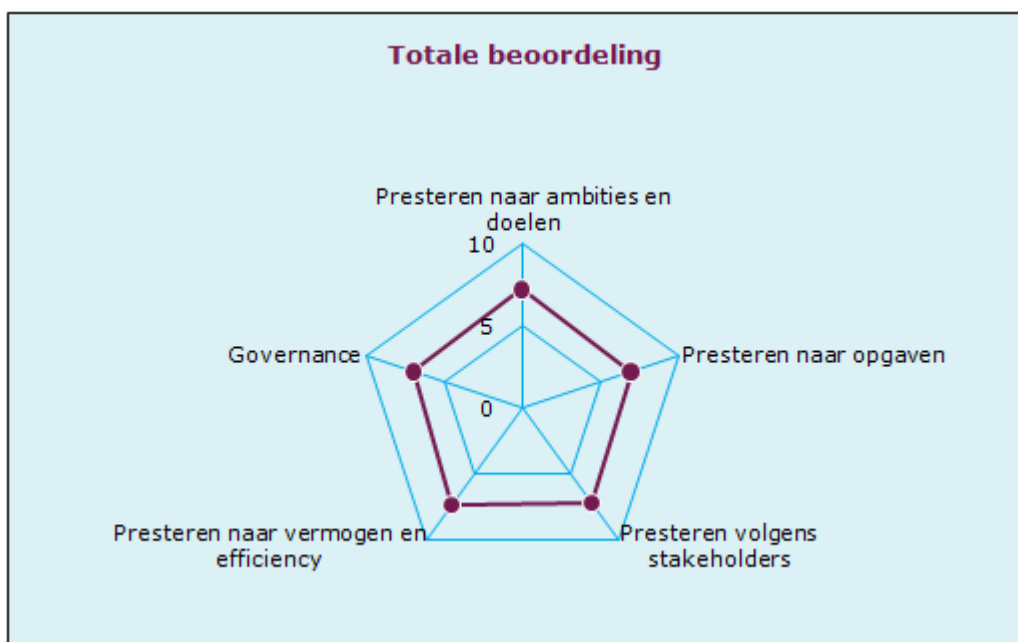 Totale beoordeling
Presteren naar ambities en
doelen
10
5
0
Governance
Presteren naar opgaven
Presteren naar vermogen en
efficiency
Presteren volgens
stakeholders